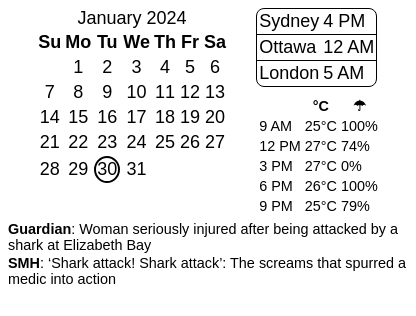 January 2024
Su Mo Tu We Th Fr Sa
1 2 3 4 5 6
7 8 9 10 11 12 13
14 15 16 17 18 19 20
21 22 23 24 25 26 27
28 29 30 31
Sydney 4 PM
Ottawa 12 AM
London 5 AM
°C ☂
9 AM 25°C 100%
12 PM 27°C 74%
3 PM 27°C 0%
6 PM 26°C 100%
9 PM 25°C 79%
Guardian: Woman seriously injured after being attacked by a
shark at Elizabeth Bay
SMH: ‘Shark attack! Shark attack’: The screams that spurred a
medic into action